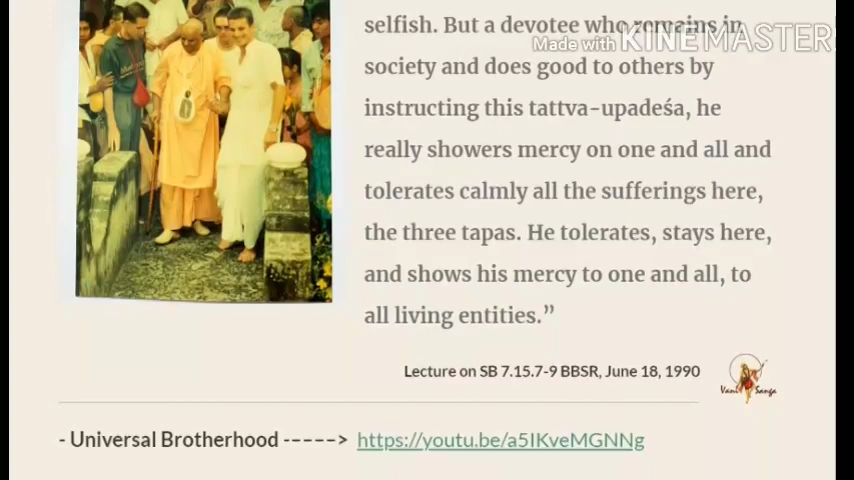 selfish. But a devotee who remains in
Made with KINEMASTER
society and does good to others by
instructing this tattva-upadeśa, he
really showers mercy on one and all and
tolerates calmly all the sufferings here,
the three tapas. He tolerates, stays here,
and shows his mercy to one and all, to
all living entities.”
Lecture on SB 7.15.7-9 BBSR, June 18, 1990
Vani Sanga
- Universal Brotherhood -----> https://youtu.be/a5IKveMGNNg